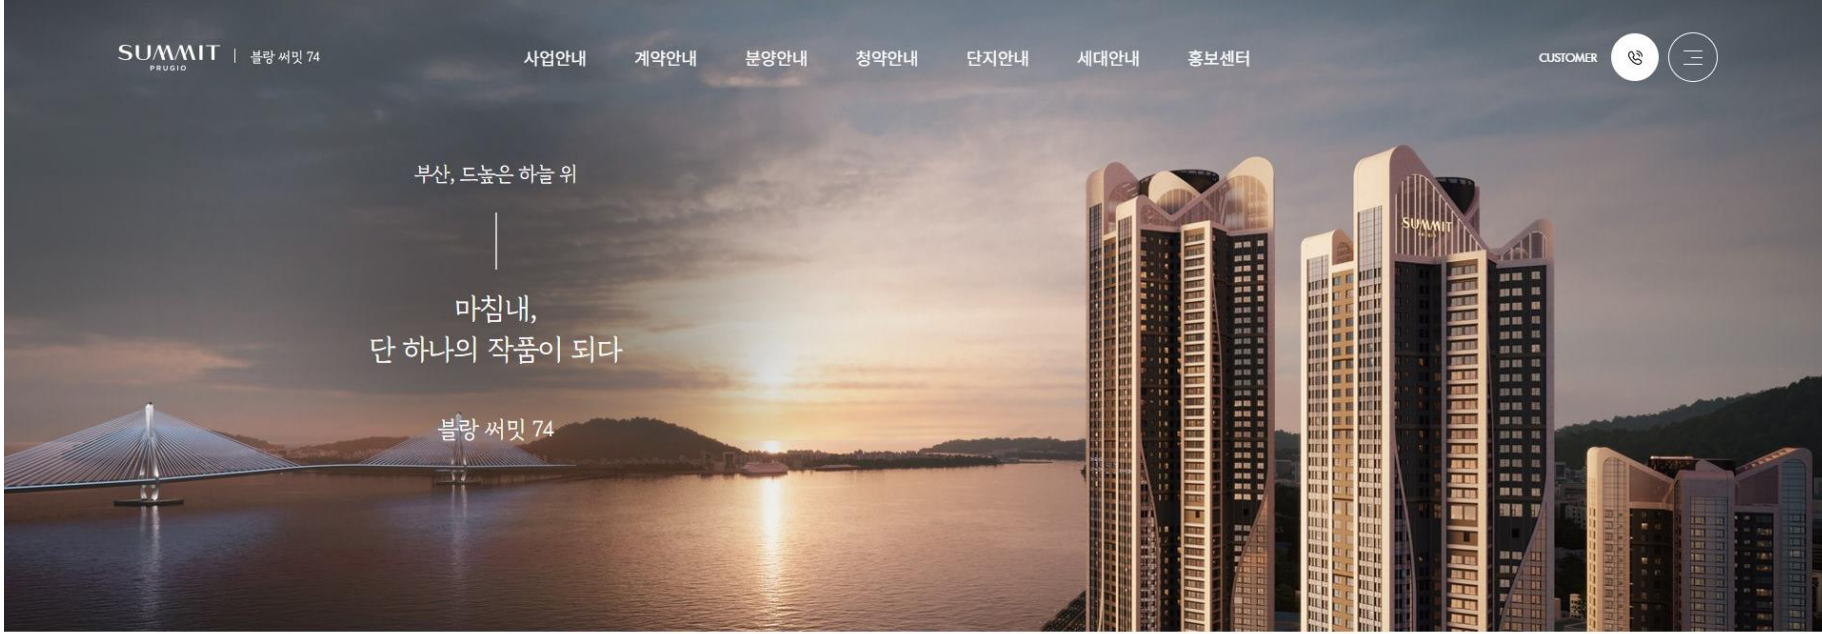 SUMMIT
PRUGIO
블랑 써밋 74
사업안내 계약안내 분양안내 청약안내 단지안내 세대안내 홍보센터
CUSTOMER
부산, 드높은 하늘 위
마침내,
단 하나의 작품이 되다
블랑 써밋 74
SUMMIT